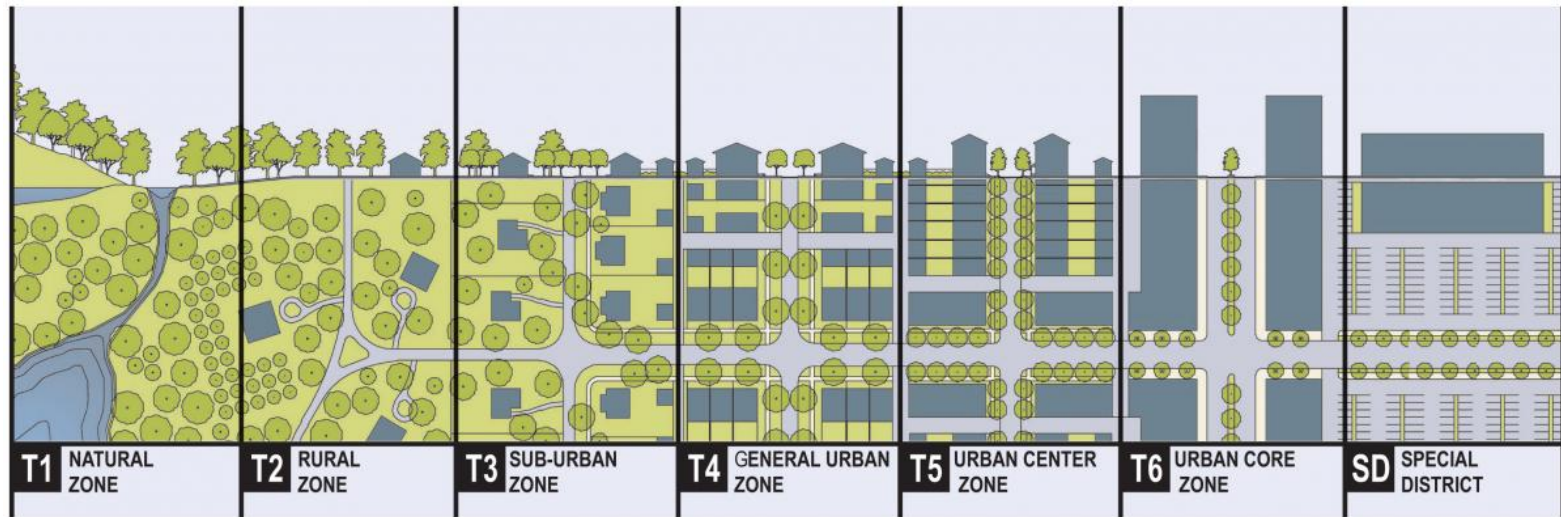 T1 NATURAL
ZONE
T2 RURAL
ZONE
T3 SUB-URBAN
ZONE
T4 GENERAL URBAN
ZONE
T5 URBAN CENTER
ZONE
T6 URBAN CORE
ZONE
SD SPECIAL
DISTRICT